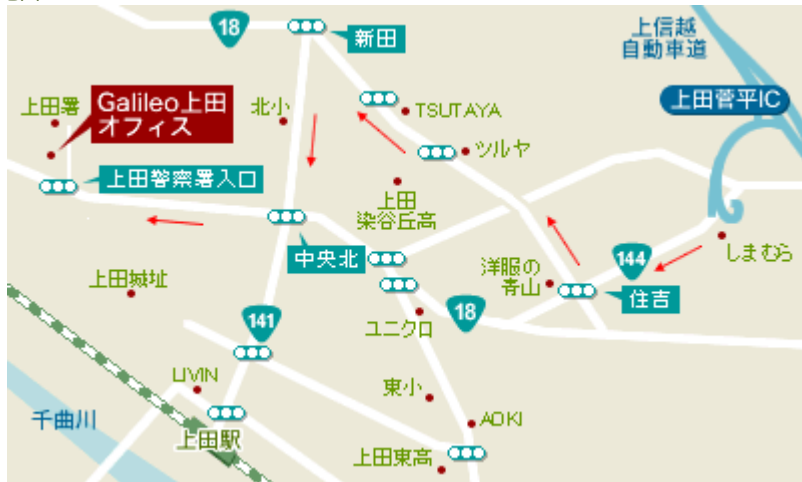 18
新田
上信越
自動車道
上田署
Galileo上田
オフィス
北小
TSUTAYA
上田菅平IC
ツルヤ
上田警察署入口
上田
染谷丘高
中央北
しまむら
144
洋服の
青山
住吉
上田城址
141
18
ユニクロ
LIVIN
東小
千曲川
上田駅
AOKI
上田東高